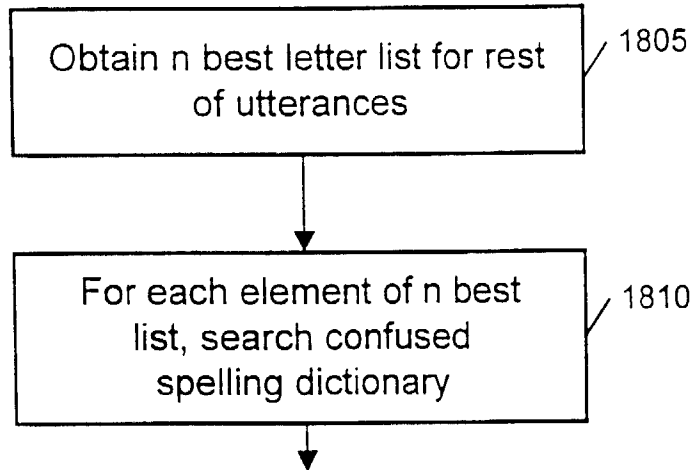 Obtain n best letter list for rest
of utterances
1805
For each element of n best
list, search confused
spelling dictionary
1810